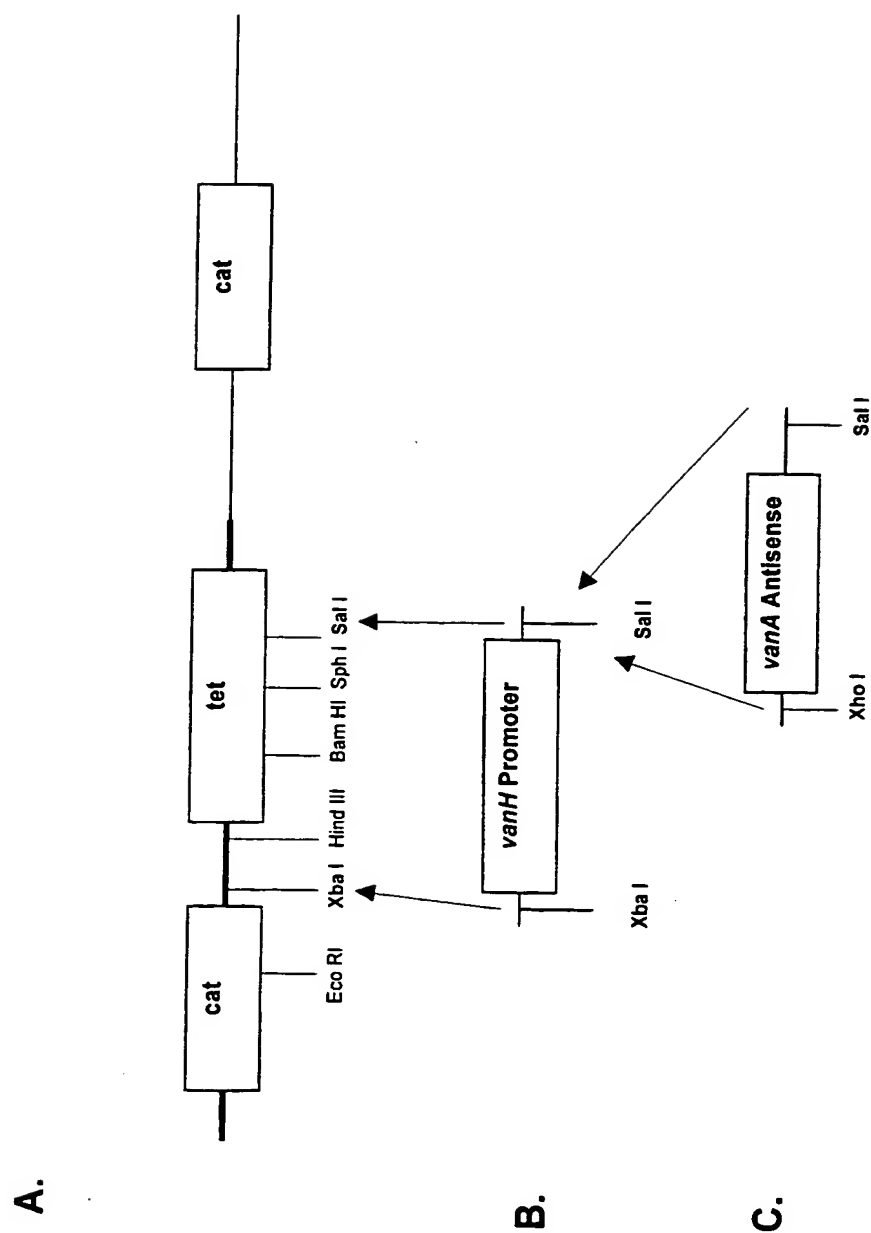 A.
cat
tet
cat
Eco RI
Xba I
Hind III
Bam HI
Sph I
Sal I
B.
vanH Promoter
Xba I
Sal I
C.
vanA Antisense
Xho I
Sal I